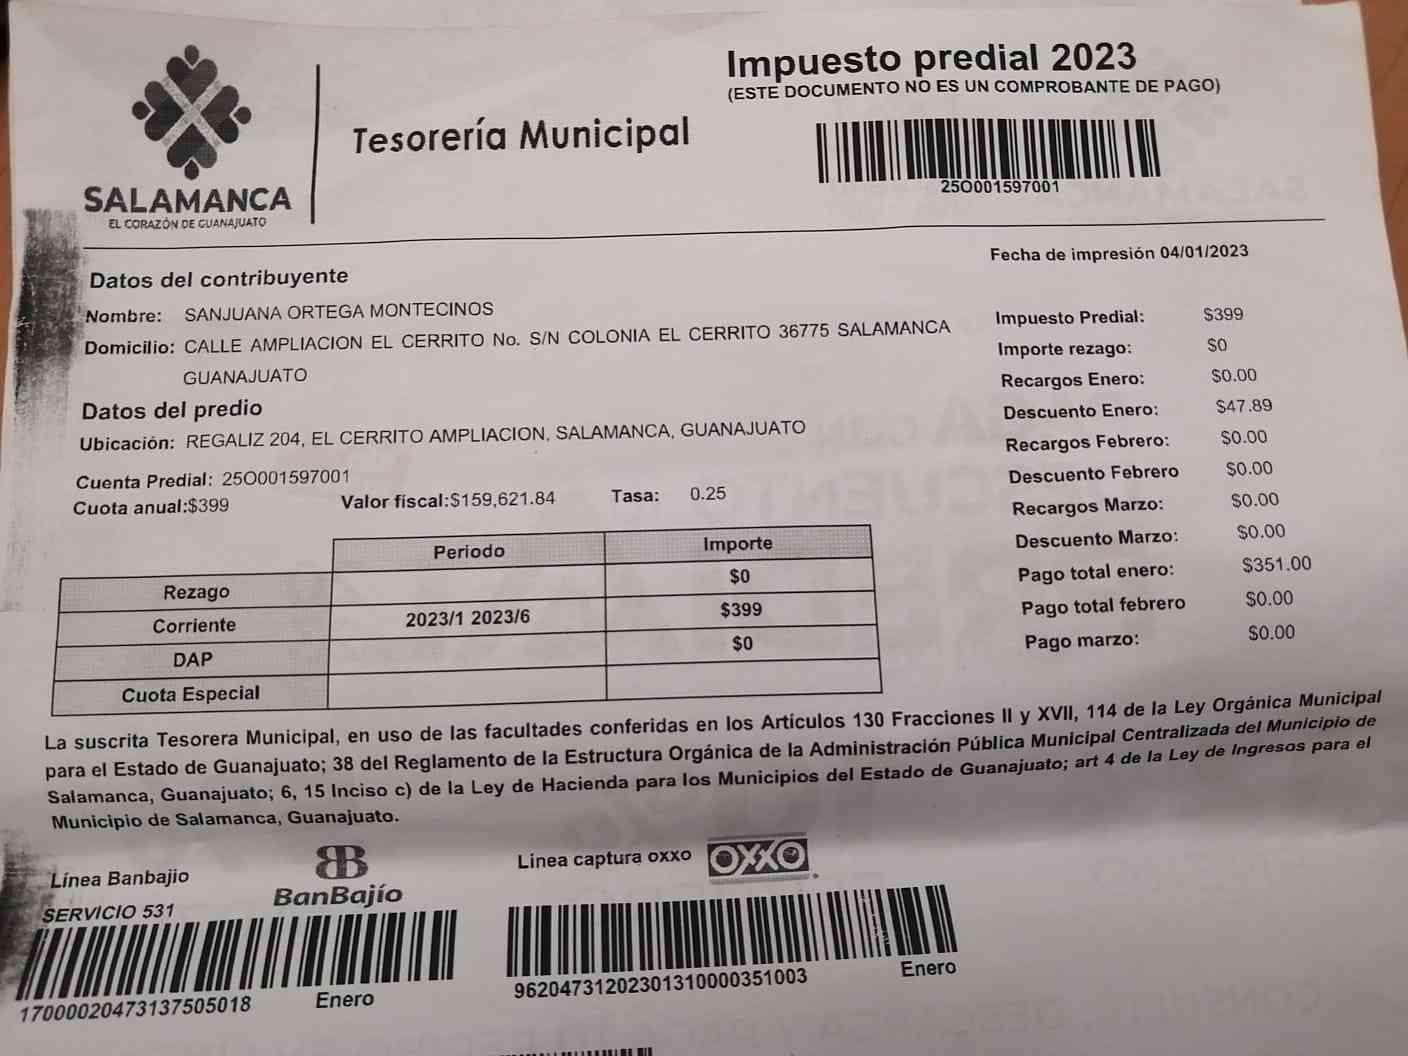 Impuesto predial 2023
(ESTE DOCUMENTO NO ES UN COMPROBANTE DE PAGO)
Tesorería Municipal
25O001597001
SALAMANCA
EL CORAZÓN DE GUANAJUATO
Fecha de impresión 04/01/2023
Datos del contribuyente
Nombre: SANJUANA ORTEGA MONTECINOS
Domicilio: CALLE AMPLIACION EL CERRITO No. S/N COLONIA EL CERRITO 36775 SALAMANCA
GUANAJUATO
Datos del predio
Ubicación: REGALIZ 204, EL CERRITO AMPLIACION, SALAMANCA, GUANAJUATO
Cuenta Predial: 25O001597001
Cuota anual:$399 Valor fiscal:$159,621.84 Tasa: 0.25
Impuesto Predial: $399
Importe rezago: $0
Recargos Enero: $0.00
Descuento Enero: $47.89
Recargos Febrero: $0.00
Descuento Febrero $0.00
Recargos Marzo: $0.00
Descuento Marzo: $0.00
Pago total enero: $351.00
Pago total febrero $0.00
Pago marzo: $0.00
Periodo Importe
Rezago $0
Corriente 2023/1 2023/6 $399
DAP $0
Cuota Especial
La suscrita Tesorera Municipal, en uso de las facultades conferidas en los Artículos 130 Fracciones II y XVII, 114 de la Ley Orgánica Municipal
para el Estado de Guanajuato; 38 del Reglamento de la Estructura Orgánica de la Administración Pública Municipal Centralizada del Municipio de
Salamanca, Guanajuato; 6, 15 Inciso c) de la Ley de Hacienda para los Municipios del Estado de Guanajuato; art 4 de la Ley de Ingresos para el
Municipio de Salamanca, Guanajuato.
Línea Banbajio
BanBajío
SERVICIO 531
17000020473137505018 Enero
Linea captura oxxo
OXXO
962047312023013100003510​03 Enero